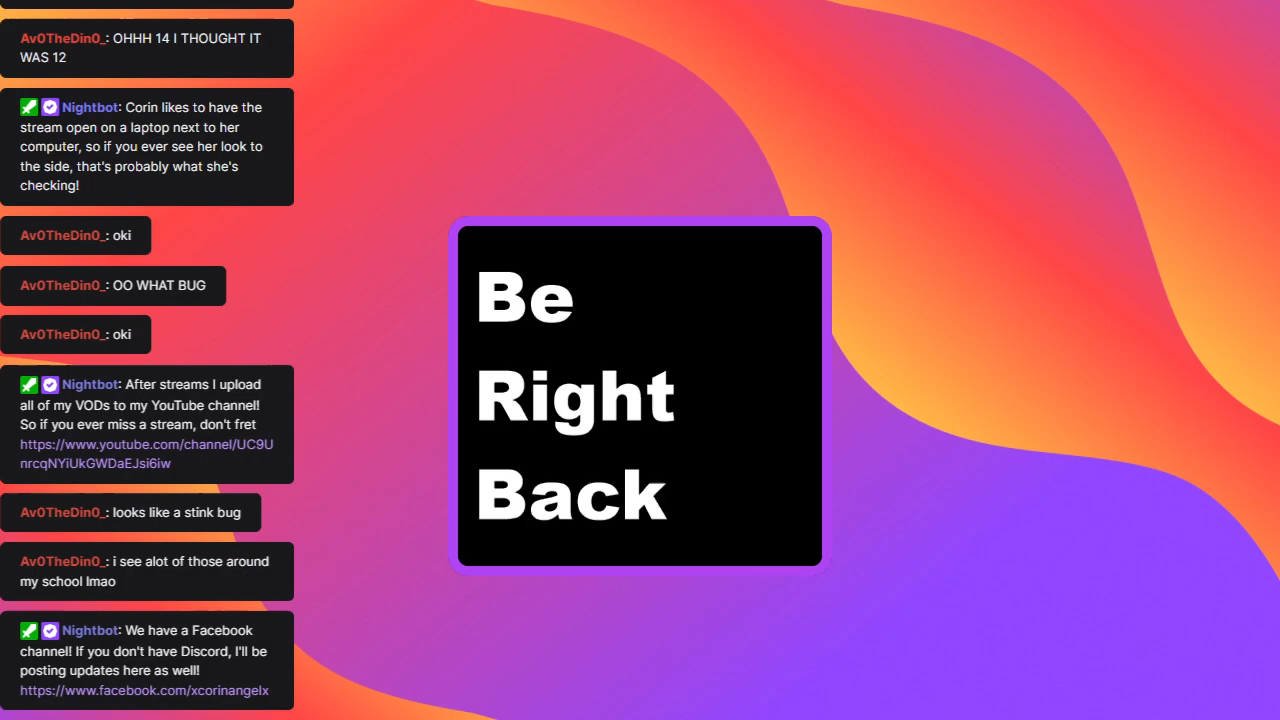 Av0TheDin0_: OHHH 14 I THOUGHT IT
WAS 12
Nightbot: Corin likes to have the
stream open on a laptop next to her
computer, so if you ever see her look to
the side, that's probably what she's
checking!
Av0TheDin0_: oki
Av0TheDin0_: OO WHAT BUG
Av0TheDin0_: oki
Nightbot: After streams I upload
all of my VODs to my YouTube channel!
So if you ever miss a stream, don't fret
https://www.youtube.com/channel/UC9U
nrcqNYiUkGWDaEJsi6iw
Av0TheDin0_: looks like a stink bug
Av0TheDin0_: i see alot of those around
my school lmao
Nightbot: We have a Facebook
channel! If you don't have Discord, I'll be
posting updates here as well!
https://www.facebook.com/xcorinangelx
Be
Right
Back